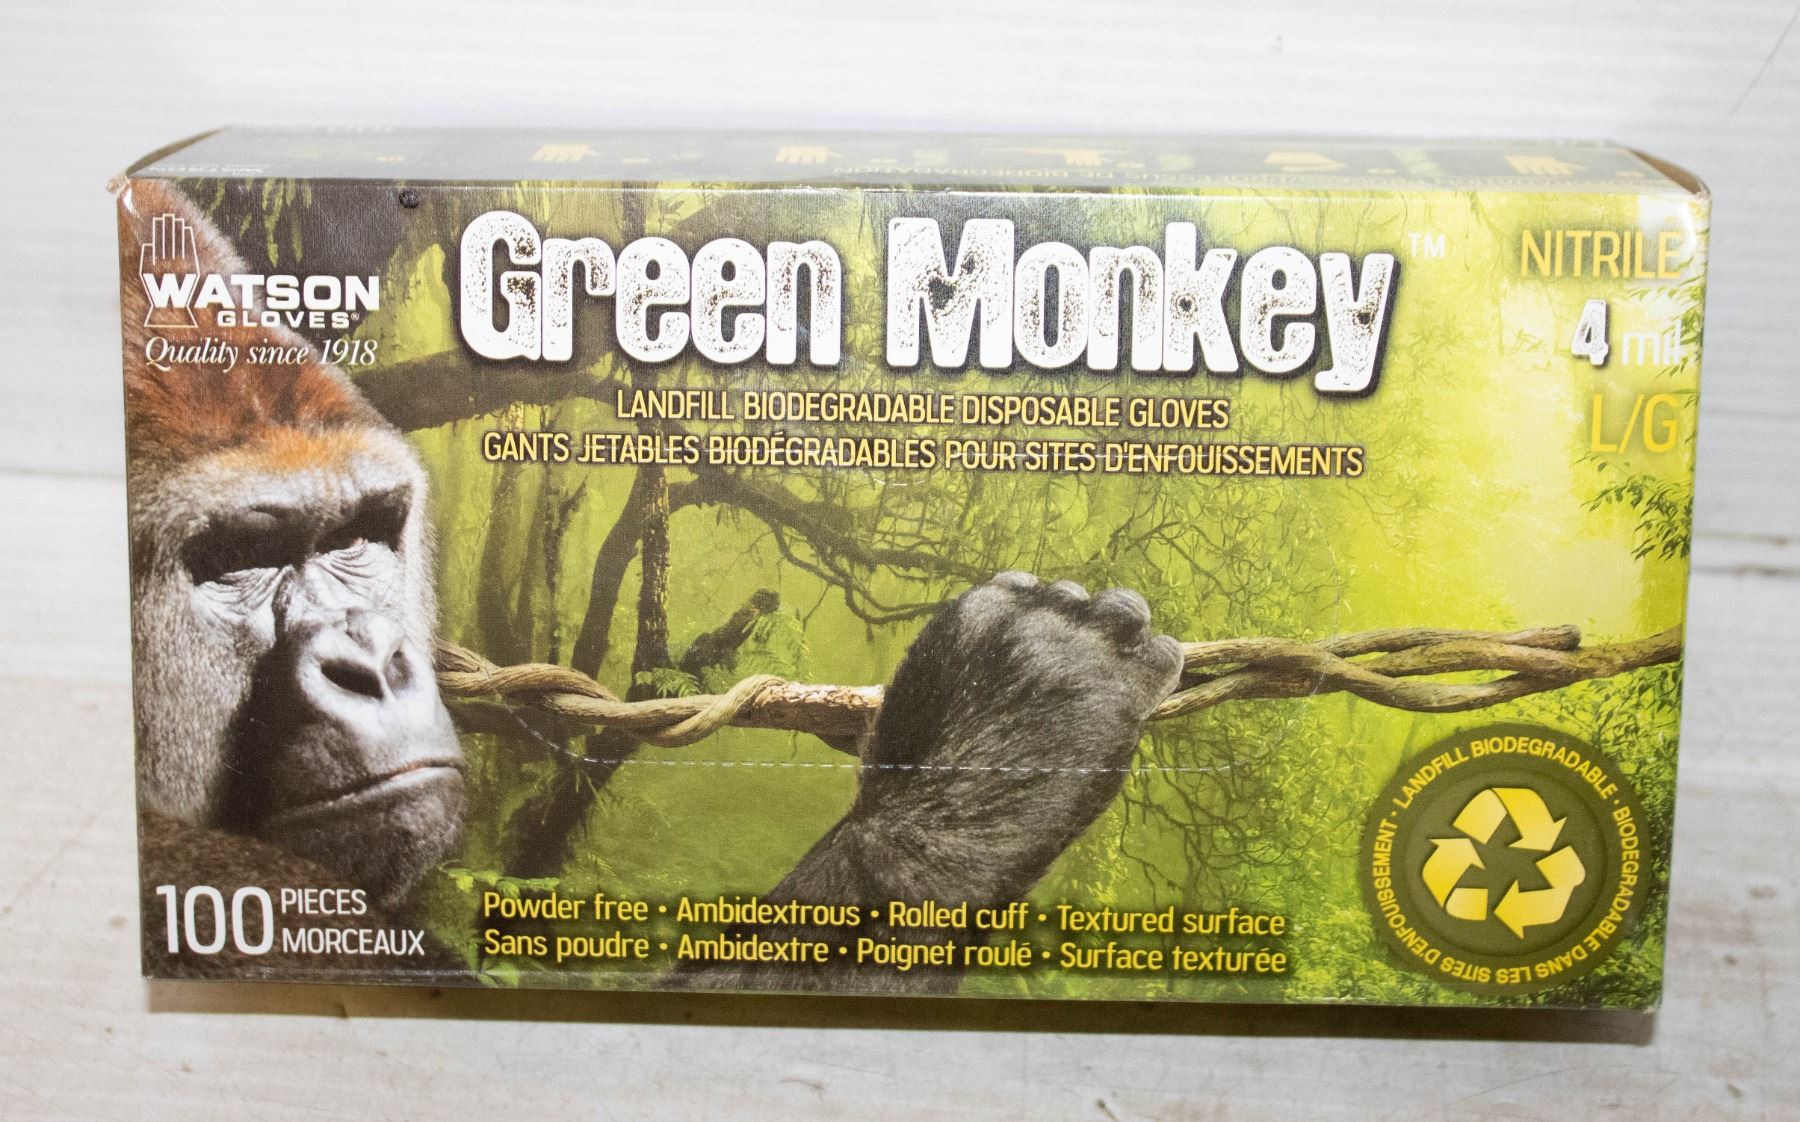 WATSON
GLOVES®
Quality since 1918
Green Monkey™
LANDFILL BIODEGRADABLE DISPOSABLE GLOVES
GANTS JETABLES BIODÉGRADABLES POUR SITES D'ENFOUISSEMENTS
NITRILE
4 mil
L/G
100 PIECES
MORCEAUX
Powder free • Ambidextrous • Rolled cuff • Textured surface
Sans poudre • Ambidextre • Poignet roulé • Surface texturée
LANDFILL BIODEGRADABLE • BIODEGRADABLE DANS LES SITES D'ENFOUISSEMENT •